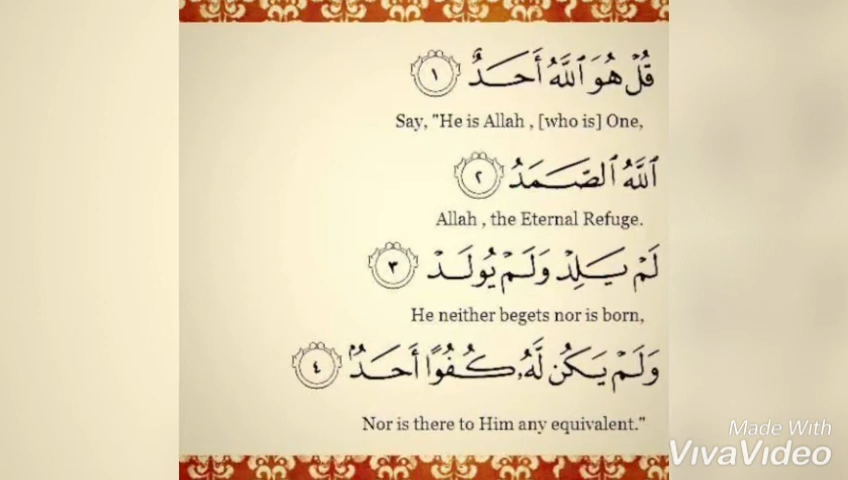 قُلْ هُوَ ٱللَّهُ أَحَدٌ ١
Say, "He is Allah , [who is] One,
ٱللَّهُ ٱلصَّمَدُ ٢
Allah , the Eternal Refuge.
لَمْ يَلِدْ وَلَمْ يُولَدْ ٣
He neither begets nor is born,
وَلَمْ يَكُن لَّهُۥ كُفُوًا أَحَدٌۢ ٤
Nor is there to Him any equivalent."
Made With
VivaVideo